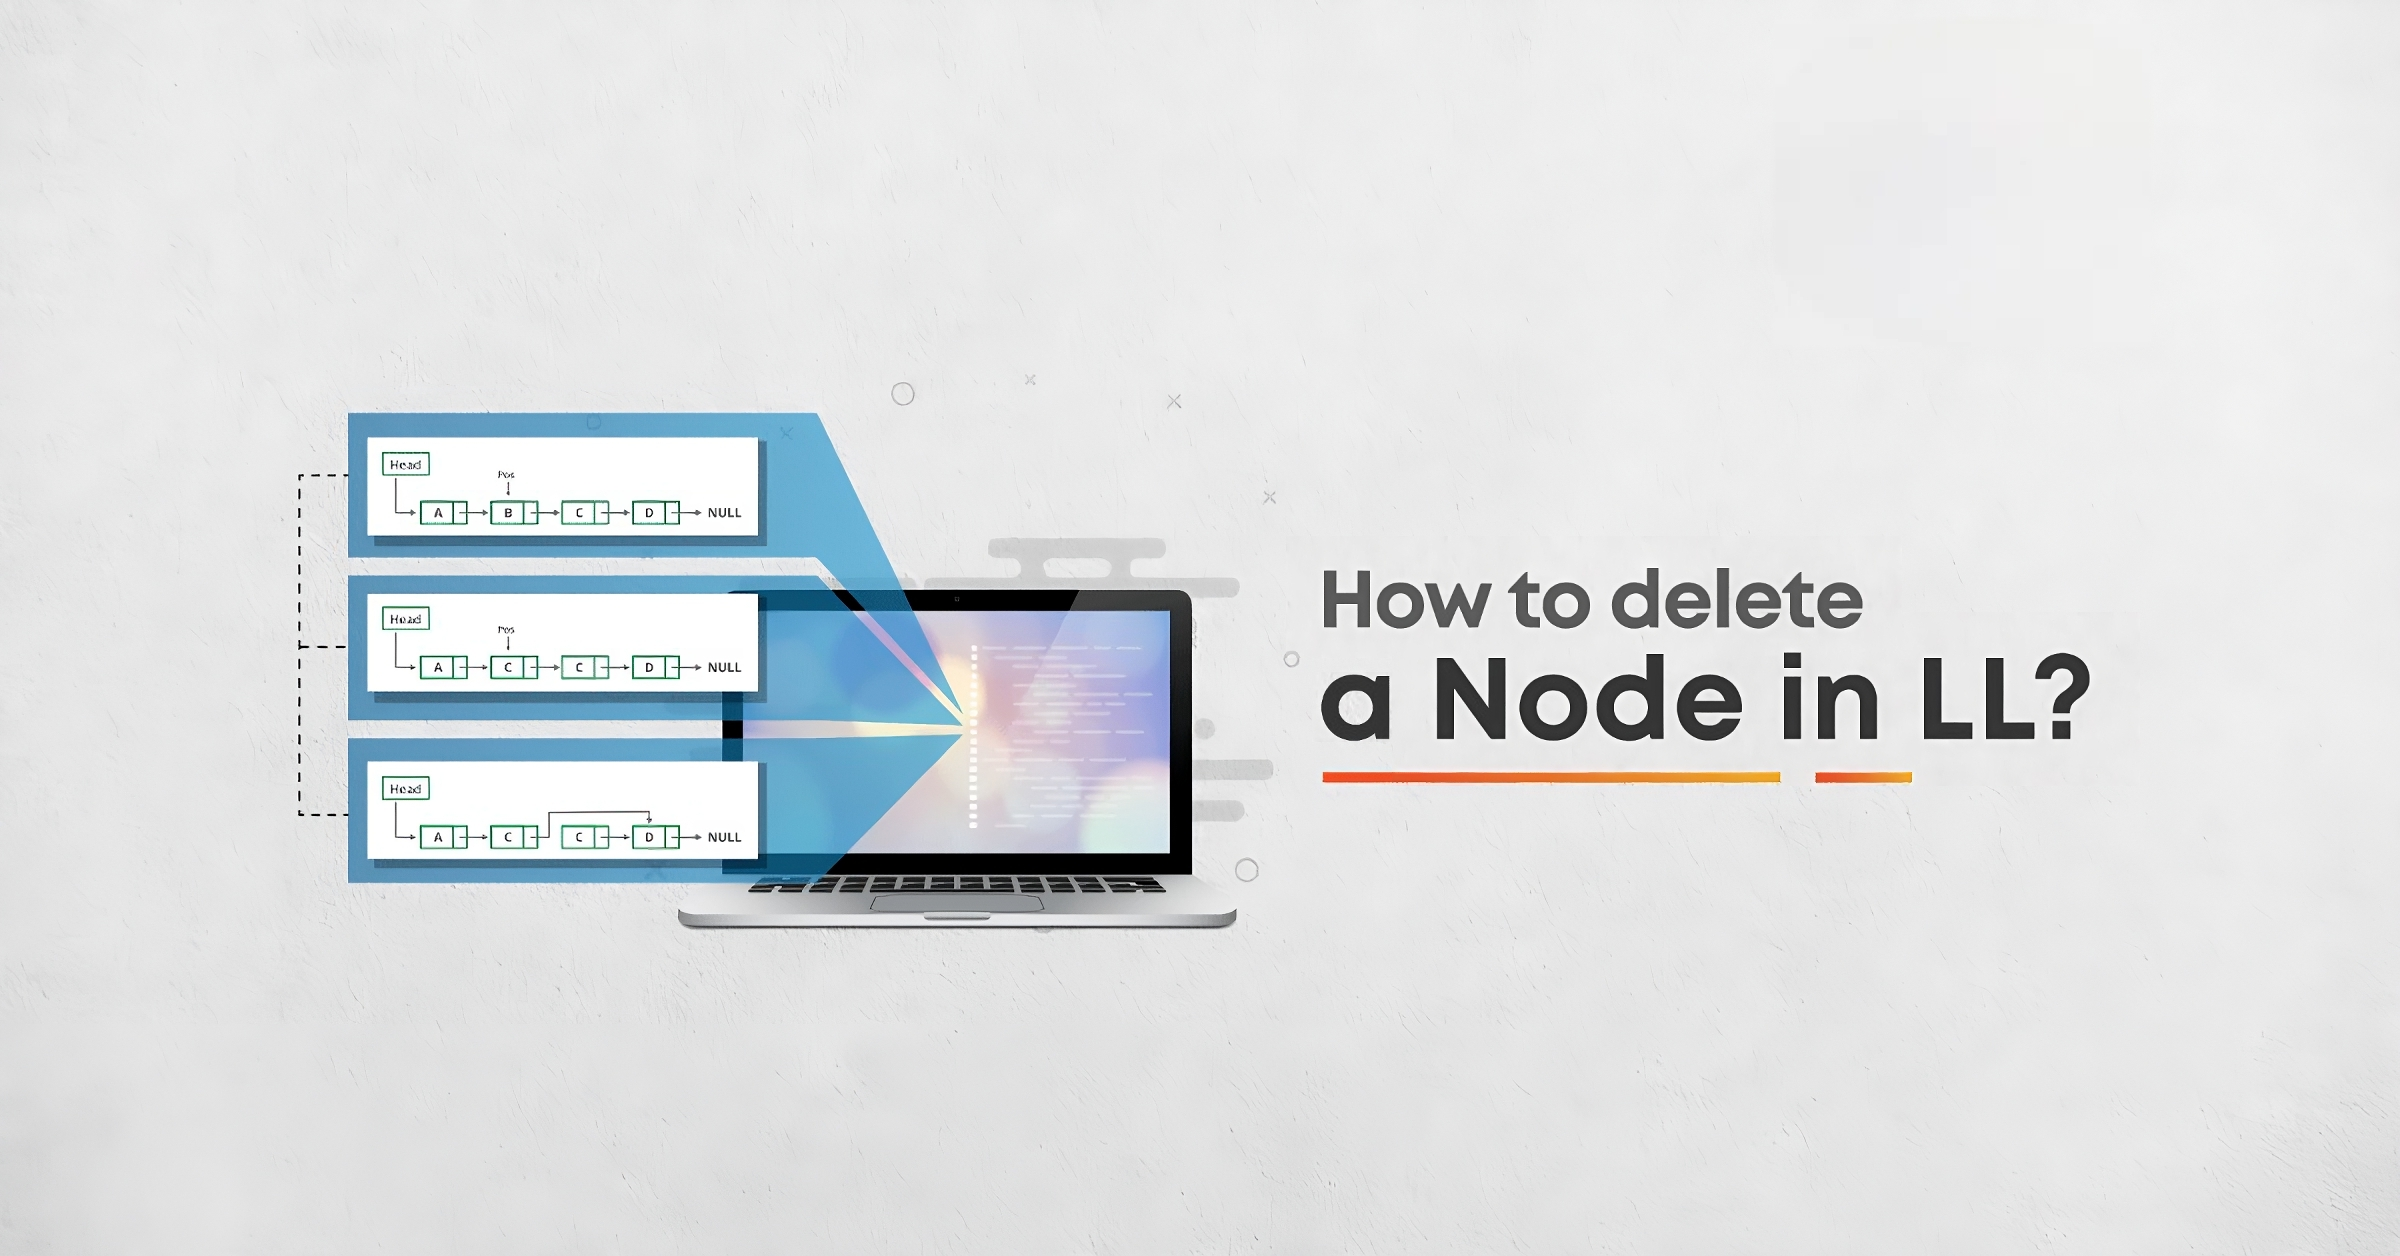 Head
Pos
A B C D NULL
Head
Pos
A C C D NULL
Head
A C C D NULL
How to delete
a Node in LL?